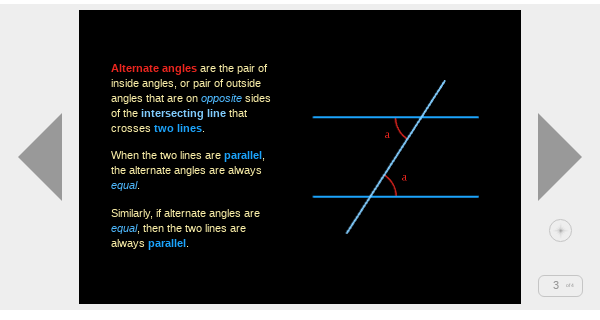 Alternate angles are the pair of
inside angles, or pair of outside
angles that are on opposite sides
of the intersecting line that
crosses two lines.
When the two lines are parallel,
the alternate angles are always
equal.
Similarly, if alternate angles are
equal, then the two lines are
always parallel.
a
a
3